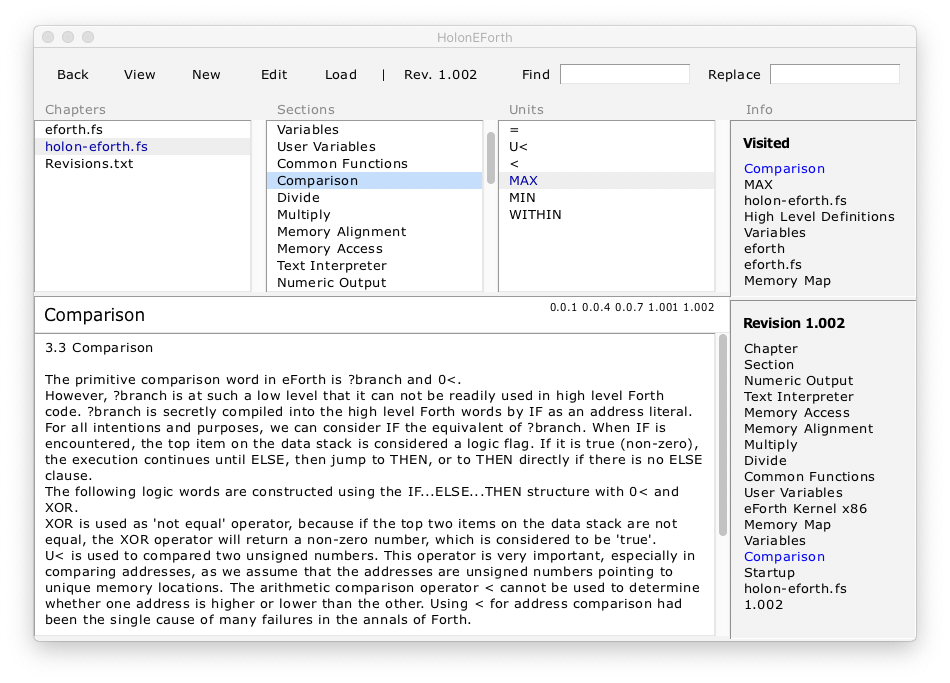 HolonEForth
Back View New Edit Load | Rev. 1.002 Find Replace
Chapters
eforth.fs
holon-eforth.fs
Revisions.txt
Sections
Variables
User Variables
Common Functions
Comparison
Divide
Multiply
Memory Alignment
Memory Access
Text Interpreter
Numeric Output
Units
=
U<
<
MAX
MIN
WITHIN
Info
Visited
Comparison
MAX
holon-eforth.fs
High Level Definitions
Variables
eforth
eforth.fs
Memory Map
Comparison
0.0.1 0.0.4 0.0.7 1.001 1.002
3.3 Comparison
The primitive comparison word in eForth is ?branch and 0<.
However, ?branch is at such a low level that it can not be readily used in high level Forth
code. ?branch is secretly compiled into the high level Forth words by IF as an address literal.
For all intentions and purposes, we can consider IF the equivalent of ?branch. When IF is
encountered, the top item on the data stack is considered a logic flag. If it is true (non-zero),
the execution continues until ELSE, then jump to THEN, or to THEN directly if there is no ELSE
clause.
The following logic words are constructed using the IF...ELSE...THEN structure with 0< and
XOR.
XOR is used as 'not equal' operator, because if the top two items on the data stack are not
equal, the XOR operator will return a non-zero number, which is considered to be 'true'.
U< is used to compared two unsigned numbers. This operator is very important, especially in
comparing addresses, as we assume that the addresses are unsigned numbers pointing to
unique memory locations. The arithmetic comparison operator < cannot be used to determine
whether one address is higher or lower than the other. Using < for address comparison had
been the single cause of many failures in the annals of Forth.
Revision 1.002
Chapter
Section
Numeric Output
Text Interpreter
Memory Access
Memory Alignment
Multiply
Divide
Common Functions
User Variables
eForth Kernel x86
Memory Map
Variables
Comparison
Startup
holon-eforth.fs
1.002